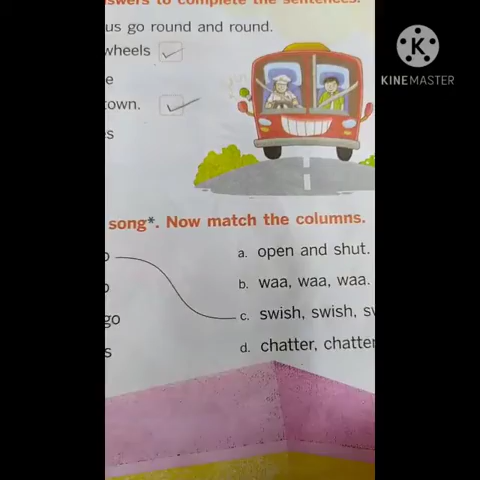 swers to complete the sentences.
us go round and round.
wheels
e
town.
s
song*. Now match the columns.
a. open and shut.
b. waa, waa, waa.
go c. swish, swish, sw
s d. chatter, chatter
K
KINEMASTER